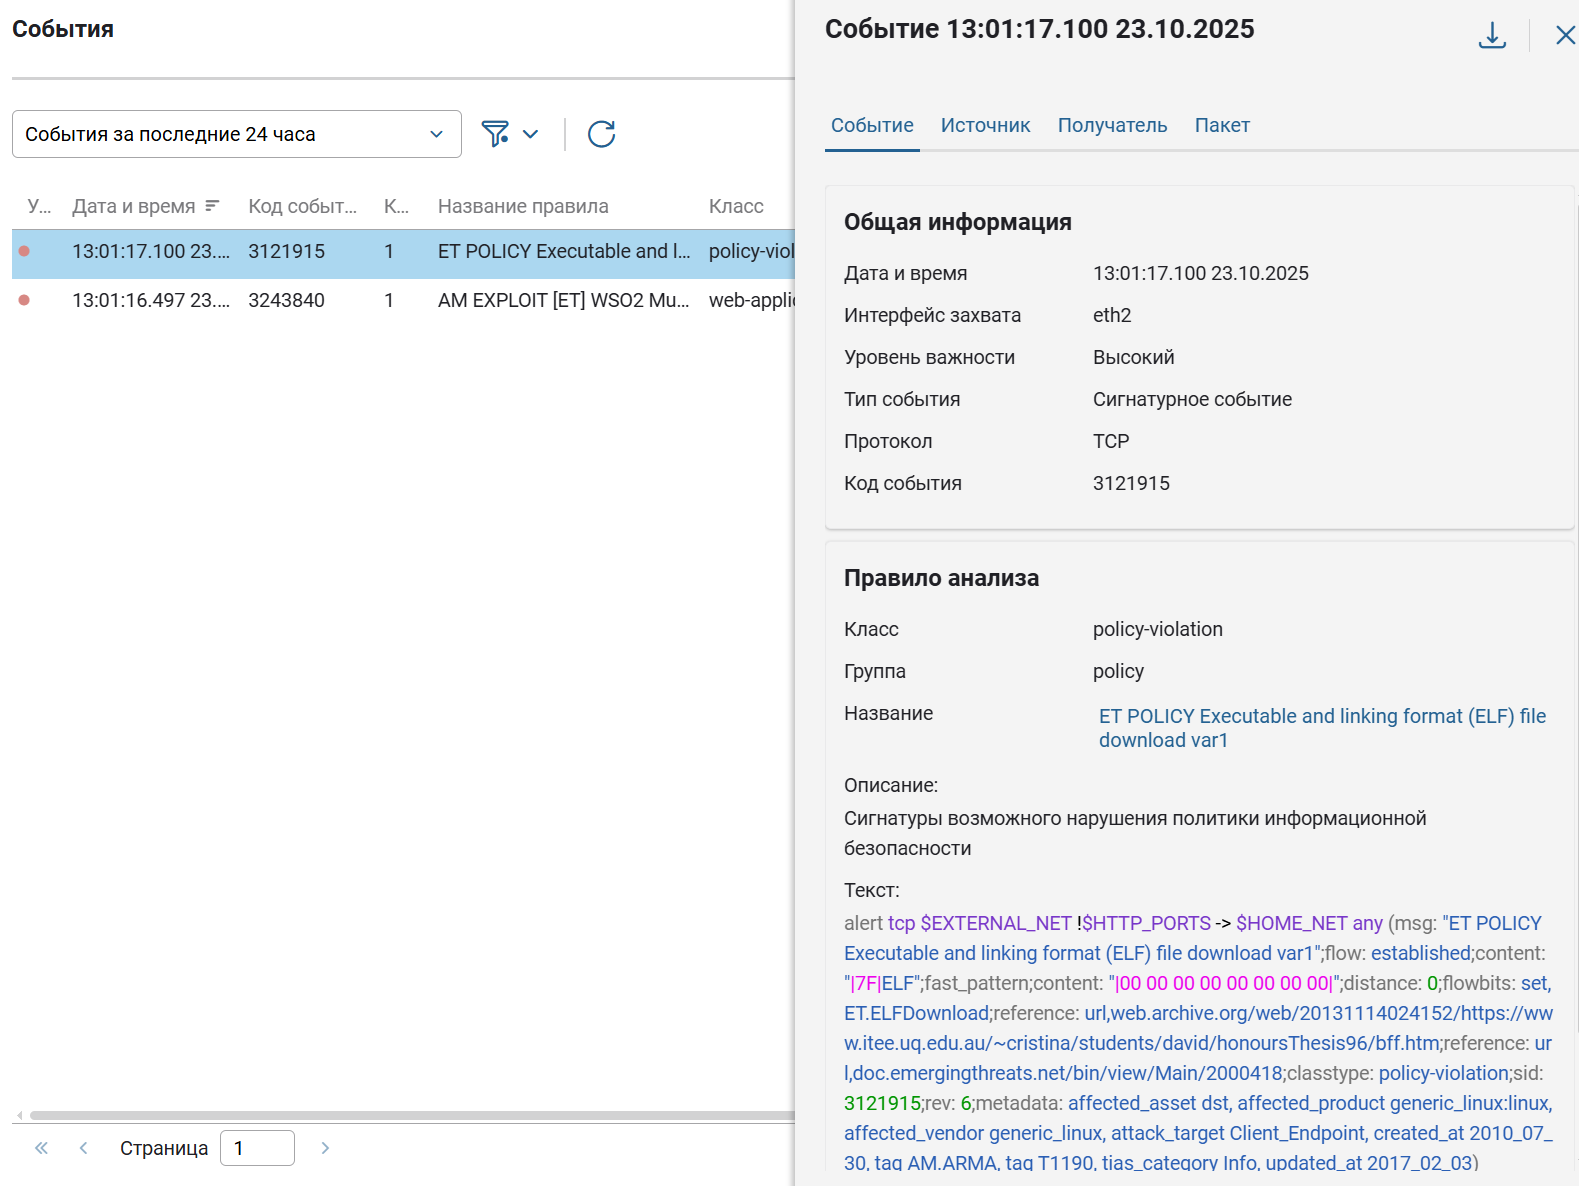 События
События за последние 24 часа
У... Дата и время Код событ... К... Название правила Класс
13:01:17.100 23.... 3121915 1 ET POLICY Executable and l... policy-viol
13:01:16.497 23.... 3243840 1 AM EXPLOIT [ET] WSO2 Mu... web-applic
Страница 1
Событие 13:01:17.100 23.10.2025
Событие Источник Получатель Пакет
Общая информация
Дата и время 13:01:17.100 23.10.2025
Интерфейс захвата eth2
Уровень важности Высокий
Тип события Сигнатурное событие
Протокол TCP
Код события 3121915
Правило анализа
Класс policy-violation
Группа policy
Название ET POLICY Executable and linking format (ELF) file
download var1
Описание:
Сигнатуры возможного нарушения политики информационной
безопасности
Текст:
alert tcp $EXTERNAL_NET !$HTTP_PORTS -> $HOME_NET any (msg: "ET POLICY
Executable and linking format (ELF) file download var1";flow: established;content:
"|7F|ELF";fast_pattern;content: "|00 00 00 00 00 00 00 00|";distance: 0;flowbits: set,
ET.ELFDownload;reference: url,web.archive.org/web/20131114024152/https://ww
w.itee.uq.edu.au/~cristina/students/david/honoursThesis96/bff.htm;reference: ur
l,doc.emergingthreats.net/bin/view/Main/2000418;classtype: policy-violation;sid:
3121915;rev: 6;metadata: affected_asset dst, affected_product generic_linux:linux,
affected_vendor generic_linux, attack_target Client_Endpoint, created_at 2010_07_
30, tag AM.ARMA, tag T1190, tias_category Info, updated_at 2017_02_03)